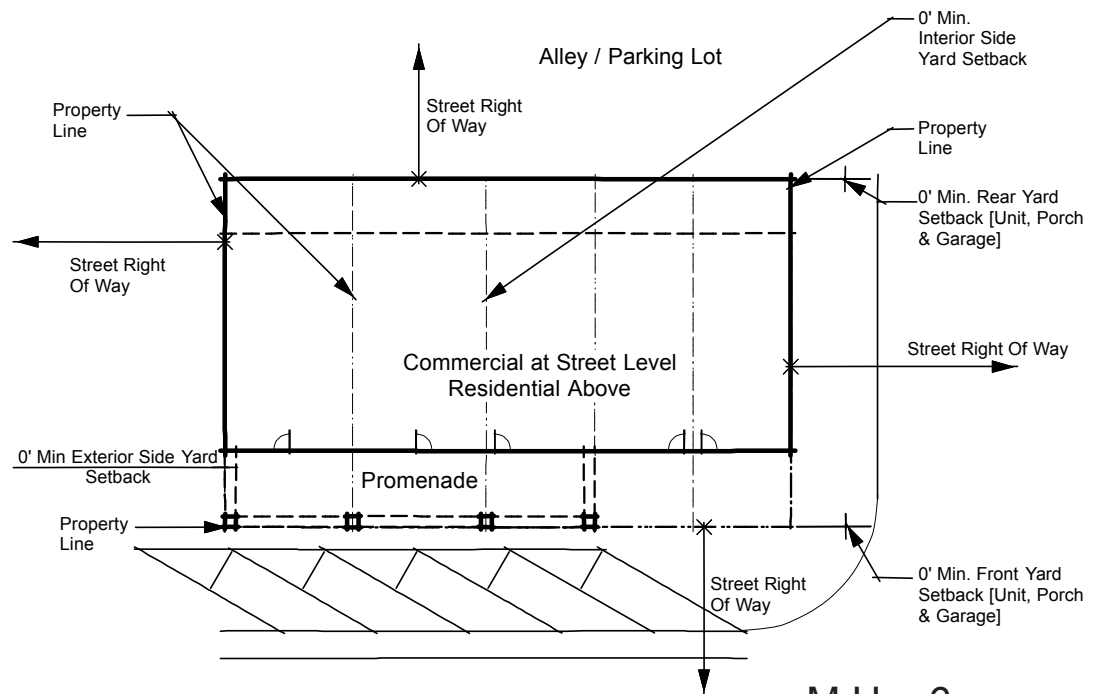 0' Min.
Interior Side
Yard Setback
Alley / Parking Lot
Street Right
Of Way
Property
Line
Property
Line
0' Min. Rear Yard
Setback [Unit, Porch
& Garage]
Street Right
Of Way
Street Right Of Way
Commercial at Street Level
Residential Above
0' Min Exterior Side Yard
Setback
Promenade
Property
Line
Street Right
Of Way
0' Min. Front Yard
Setback [Unit, Porch
& Garage]